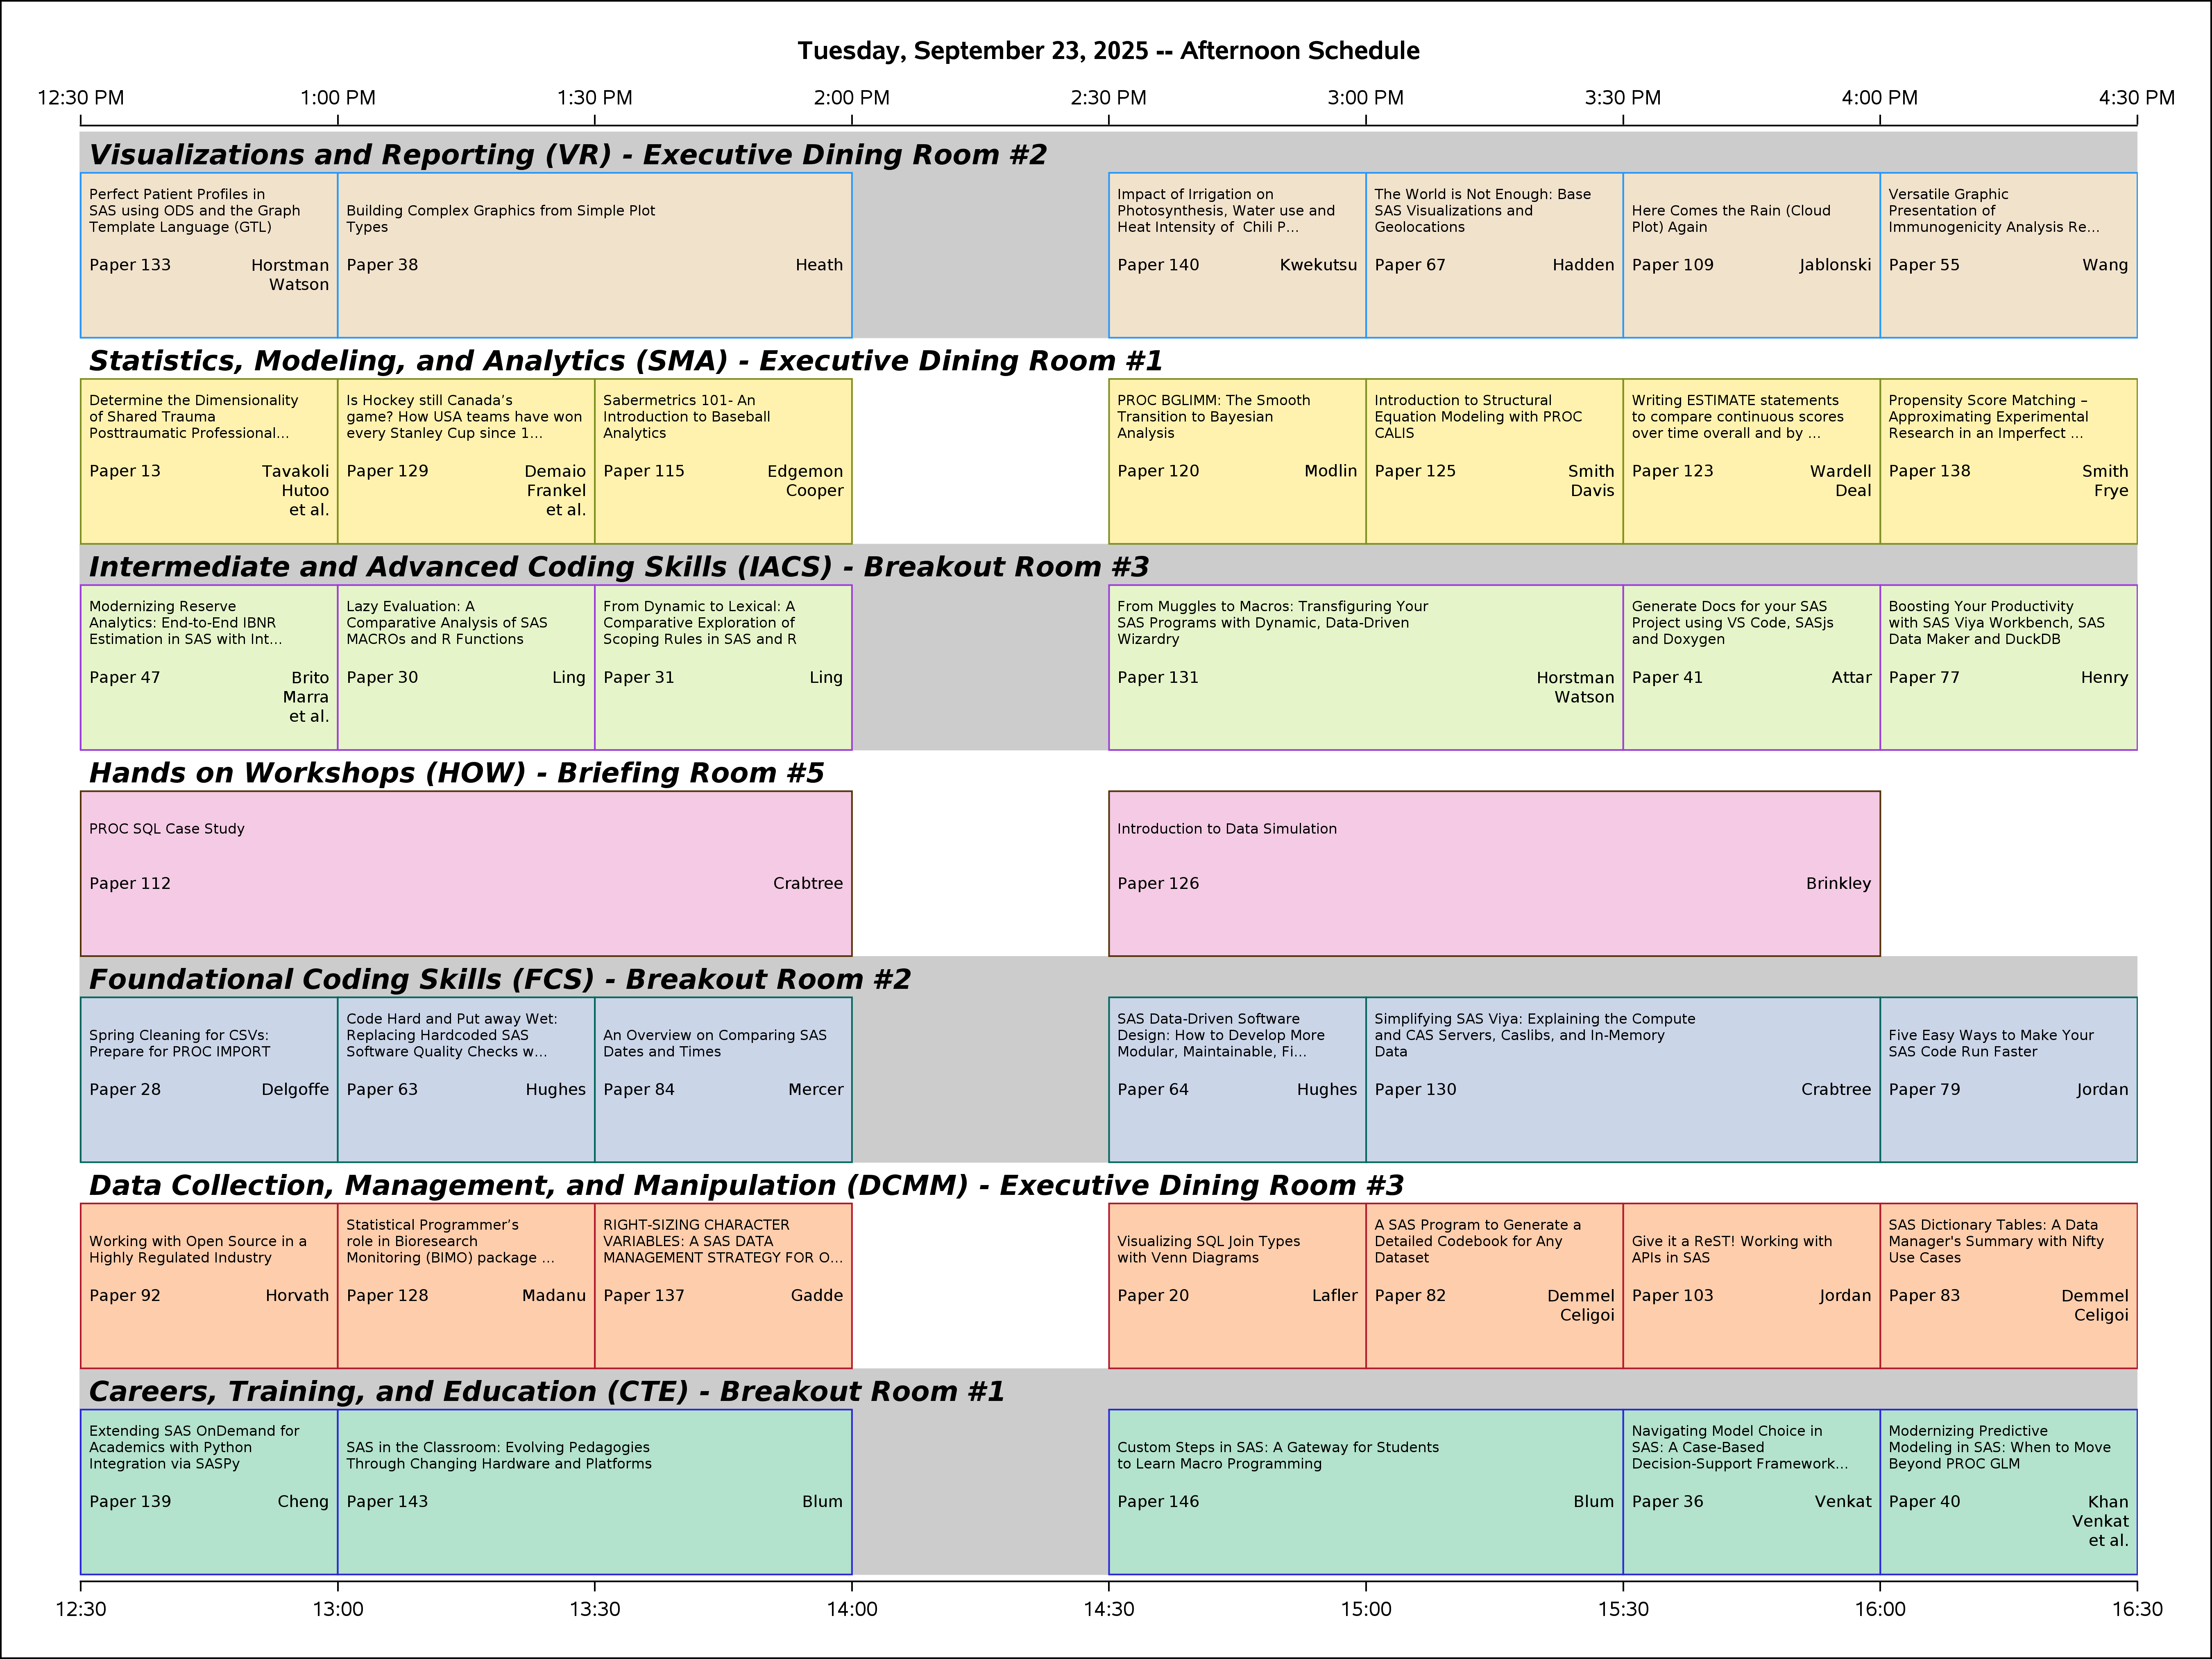 Tuesday, September 23, 2025 -- Afternoon Schedule
12:30 PM 1:00 PM 1:30 PM 2:00 PM 2:30 PM 3:00 PM 3:30 PM 4:00 PM 4:30 PM
Visualizations and Reporting (VR) - Executive Dining Room #2
Perfect Patient Profiles in
SAS using ODS and the Graph
Template Language (GTL)
Paper 133 Horstman
Watson
Building Complex Graphics from Simple Plot
Types
Paper 38 Heath
Impact of Irrigation on
Photosynthesis, Water use and
Heat Intensity of  Chili P...
Paper 140 Kwekutsu
The World is Not Enough: Base
SAS Visualizations and
Geolocations
Paper 67 Hadden
Here Comes the Rain (Cloud
Plot) Again
Paper 109 Jablonski
Versatile Graphic
Presentation of
Immunogenicity Analysis Re...
Paper 55 Wang
Statistics, Modeling, and Analytics (SMA) - Executive Dining Room #1
Determine the Dimensionality
of Shared Trauma
Posttraumatic Professional...
Paper 13 Tavakoli
Hutoo
et al.
Is Hockey still Canada’s
game? How USA teams have won
every Stanley Cup since 1...
Paper 129 Demaio
Frankel
et al.
Sabermetrics 101- An
Introduction to Baseball
Analytics
Paper 115 Edgemon
Cooper
PROC BGLIMM: The Smooth
Transition to Bayesian
Analysis
Paper 120 Modlin
Introduction to Structural
Equation Modeling with PROC
CALIS
Paper 125 Smith
Davis
Writing ESTIMATE statements
to compare continuous scores
over time overall and by ...
Paper 123 Wardell
Deal
Propensity Score Matching –
Approximating Experimental
Research in an Imperfect ...
Paper 138 Smith
Frye
Intermediate and Advanced Coding Skills (IACS) - Breakout Room #3
Modernizing Reserve
Analytics: End-to-End IBNR
Estimation in SAS with Int...
Paper 47 Brito
Marra
et al.
Lazy Evaluation: A
Comparative Analysis of SAS
MACROs and R Functions
Paper 30 Ling
From Dynamic to Lexical: A
Comparative Exploration of
Scoping Rules in SAS and R
Paper 31 Ling
From Muggles to Macros: Transfiguring Your
SAS Programs with Dynamic, Data-Driven
Wizardry
Paper 131 Horstman
Watson
Generate Docs for your SAS
Project using VS Code, SASjs
and Doxygen
Paper 41 Attar
Boosting Your Productivity
with SAS Viya Workbench, SAS
Data Maker and DuckDB
Paper 77 Henry
Hands on Workshops (HOW) - Briefing Room #5
PROC SQL Case Study
Paper 112 Crabtree
Introduction to Data Simulation
Paper 126 Brinkley
Foundational Coding Skills (FCS) - Breakout Room #2
Spring Cleaning for CSVs:
Prepare for PROC IMPORT
Paper 28 Delgoffe
Code Hard and Put away Wet:
Replacing Hardcoded SAS
Software Quality Checks w...
Paper 63 Hughes
An Overview on Comparing SAS
Dates and Times
Paper 84 Mercer
SAS Data-Driven Software
Design: How to Develop More
Modular, Maintainable, Fi...
Paper 64 Hughes
Simplifying SAS Viya: Explaining the Compute
and CAS Servers, Caslibs, and In-Memory
Data
Paper 130 Crabtree
Five Easy Ways to Make Your
SAS Code Run Faster
Paper 79 Jordan
Data Collection, Management, and Manipulation (DCMM) - Executive Dining Room #3
Working with Open Source in a
Highly Regulated Industry
Paper 92 Horvath
Statistical Programmer’s
role in Bioresearch
Monitoring (BIMO) package ...
Paper 128 Madanu
RIGHT-SIZING CHARACTER
VARIABLES: A SAS DATA
MANAGEMENT STRATEGY FOR O...
Paper 137 Gadde
Visualizing SQL Join Types
with Venn Diagrams
Paper 20 Lafler
A SAS Program to Generate a
Detailed Codebook for Any
Dataset
Paper 82 Demmel
Celigoi
Give it a ReST! Working with
APIs in SAS
Paper 103 Jordan
SAS Dictionary Tables: A Data
Manager's Summary with Nifty
Use Cases
Paper 83 Demmel
Celigoi
Careers, Training, and Education (CTE) - Breakout Room #1
Extending SAS OnDemand for
Academics with Python
Integration via SASPy
Paper 139 Cheng
SAS in the Classroom: Evolving Pedagogies
Through Changing Hardware and Platforms
Paper 143 Blum
Custom Steps in SAS: A Gateway for Students
to Learn Macro Programming
Paper 146 Blum
Navigating Model Choice in
SAS: A Case-Based
Decision-Support Framework...
Paper 36 Venkat
Modernizing Predictive
Modeling in SAS: When to Move
Beyond PROC GLM
Paper 40 Khan
Venkat
et al.
12:30 13:00 13:30 14:00 14:30 15:00 15:30 16:00 16:30